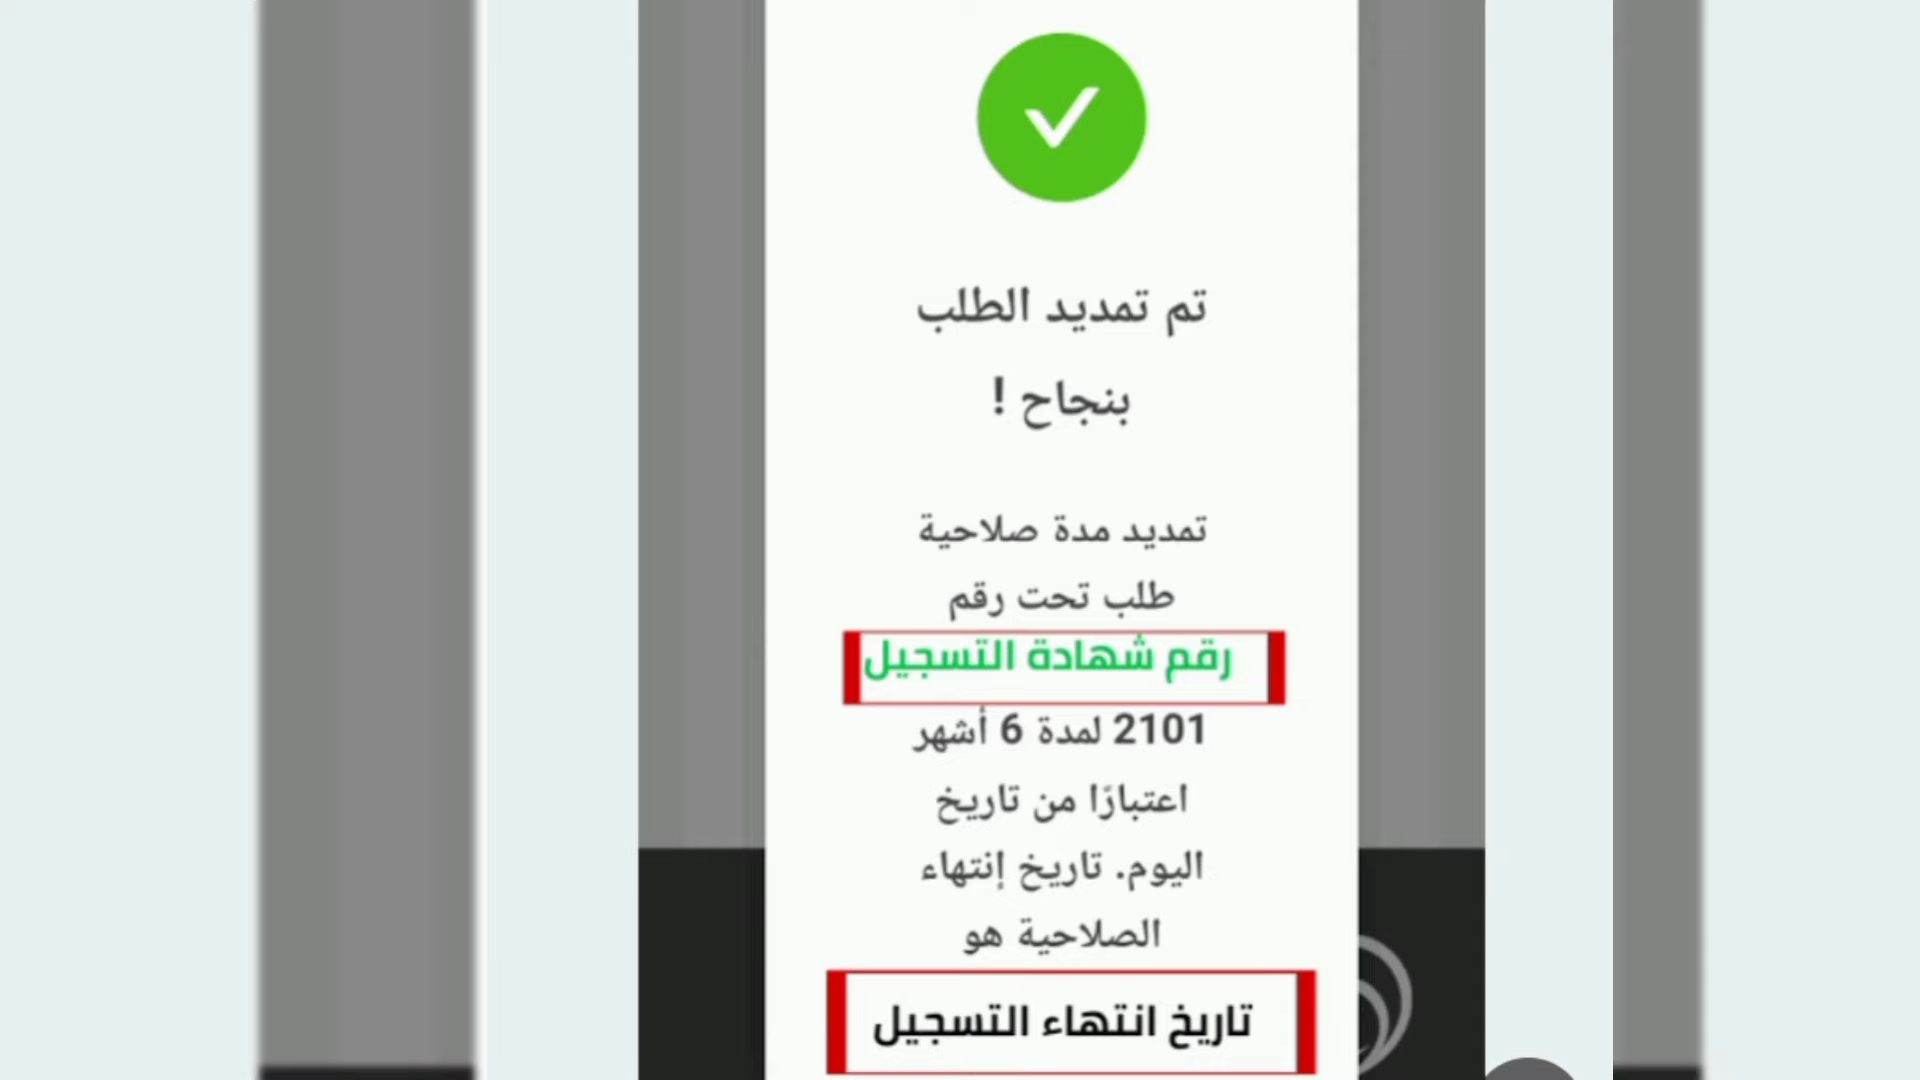 تم تمديد الطلب
بنجاح !
تمديد مدة صلاحية
طلب تحت رقم
رقم شهادة التسجيل
2101 لمدة 6 أشهر
اعتبارًا من تاريخ
اليوم. تاريخ إنتهاء
الصلاحية هو
تاريخ انتهاء التسجيل